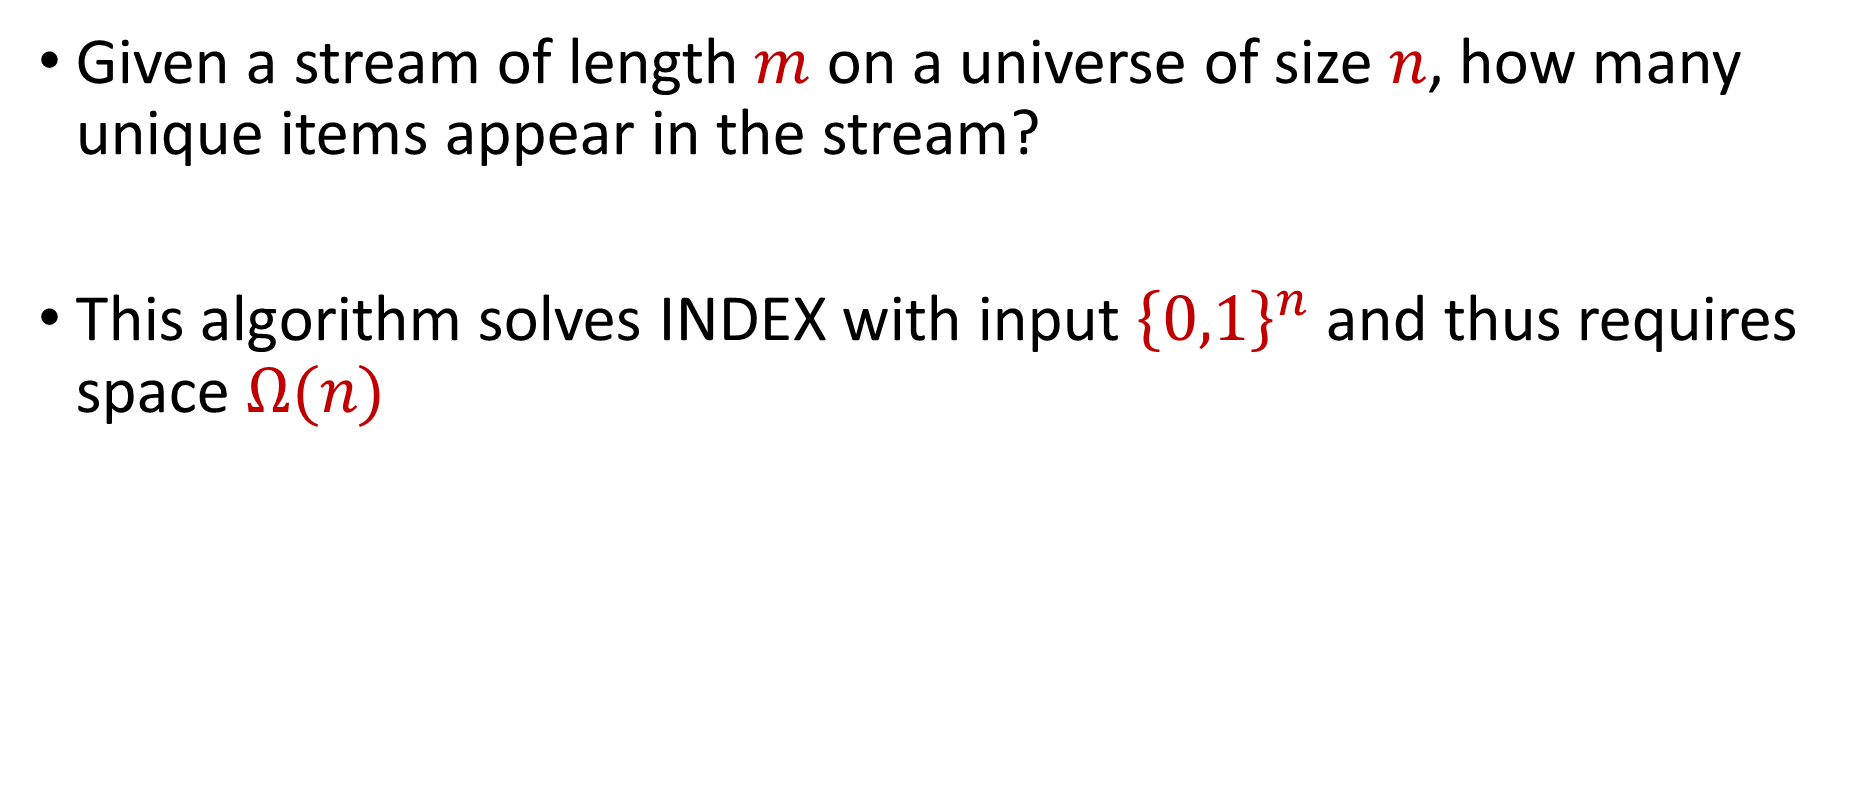 • Given a stream of length m on a universe of size n, how many
unique items appear in the stream?
• This algorithm solves INDEX with input {0,1}ⁿ and thus requires
space Ω(n)